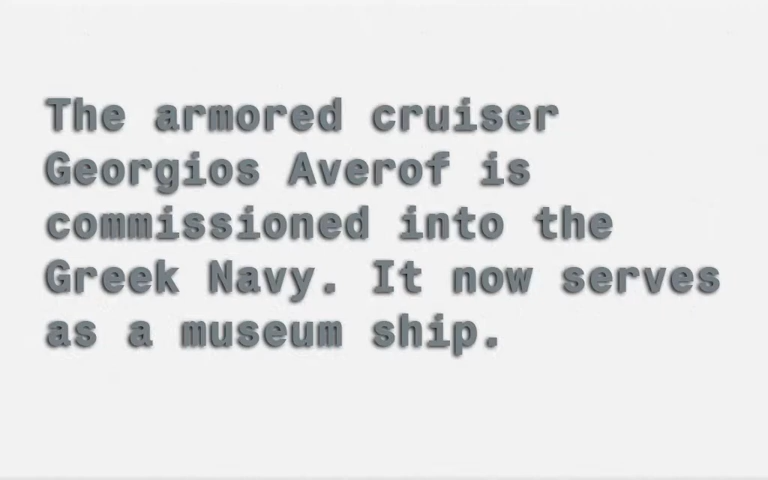 The armored cruiser
Georgios Averof is
commissioned into the
Greek Navy. It now serves
as a museum ship.